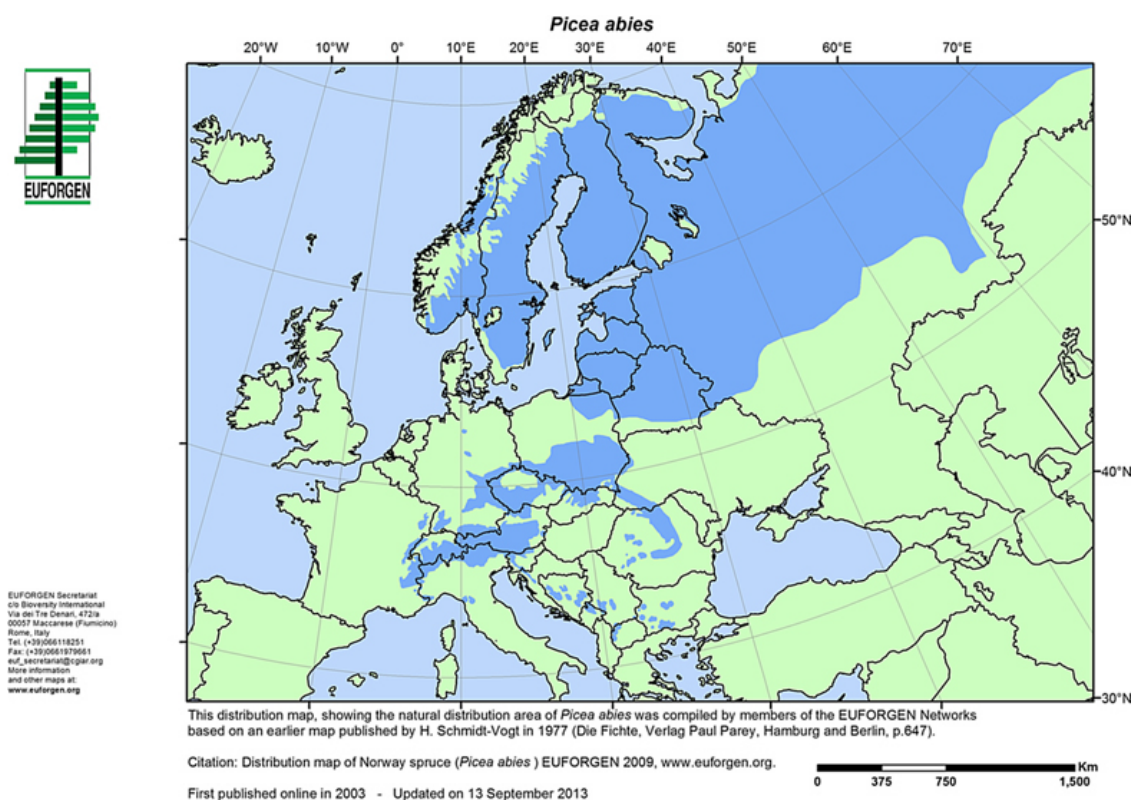 Picea abies
20°W 10°W 0° 10°E 20°E 30°E 40°E 50°E 60°E 70°E
EUFORGEN
50°N
40°N
30°N
EUFORGEN Secretariat
c/o Bioversity International
Via dei Tre Denari, 472/a
00057 Maccarese (Fiumicino)
Rome, Italy
Tel. (+39)066118251
Fax: (+39)0661979661
euf_secretariat@cgiar.org
More information
and other maps at:
www.euforgen.org
This distribution map, showing the natural distribution area of Picea abies was compiled by members of the EUFORGEN Networks
based on an earlier map published by H. Schmidt-Vogt in 1977 (Die Fichte, Verlag Paul Parey, Hamburg and Berlin, p.647).
Citation: Distribution map of Norway spruce (Picea abies ) EUFORGEN 2009, www.euforgen.org.
First published online in 2003 - Updated on 13 September 2013
Km
0 375 750 1,500